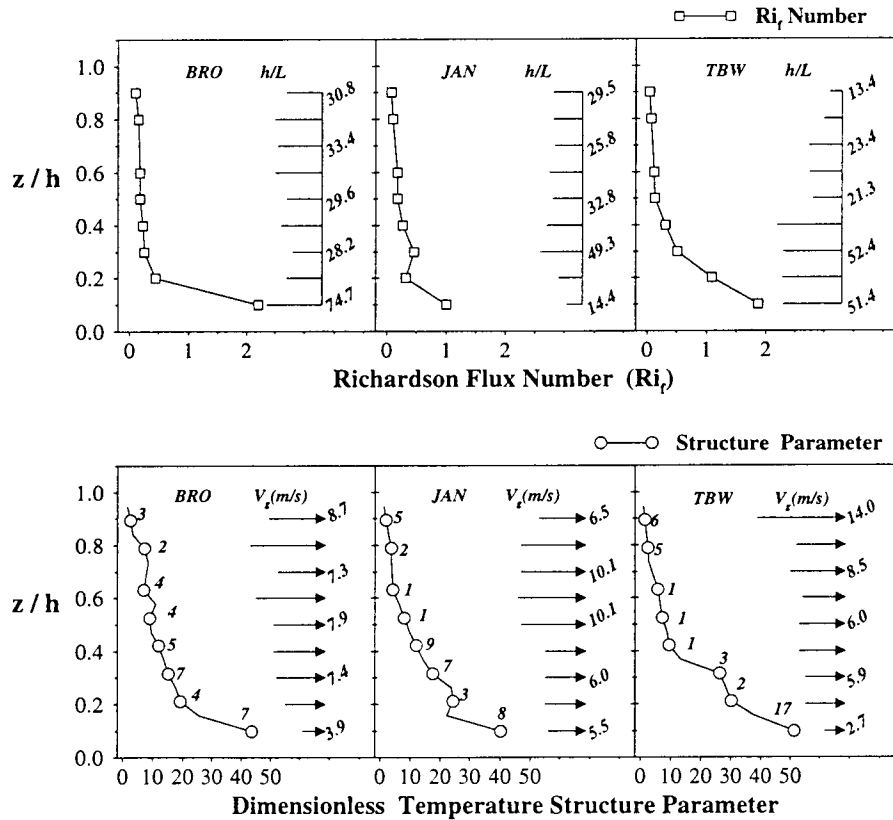 Ri_f Number
BRO h/L JAN h/L TBW h/L
1.0 30.8 29.5 13.4
0.8 33.4 25.8 23.4
z / h
0.6 29.6 32.8 21.3
0.4 28.2 49.3 52.4
0.2 74.7 14.4 51.4
0.0
0 1 2 0 1 2 0 1 2
Richardson Flux Number (Ri_f)
Structure Parameter
BRO V_g(m/s) JAN V_g(m/s) TBW V_g(m/s)
1.0 3 8.7 5 6.5 6 14.0
0.8 2 7.3 2 10.1 5 8.5
z / h
0.6 4 4 7.9 1 1 10.1 1 1 6.0
0.4 5 7 7.4 9 7 6.0 1 3 5.9
0.2 4 7 3.9 3 8 5.5 2 17 2.7
0.0
0 10 20 30 40 50 0 10 20 30 40 50 0 10 20 30 40 50
Dimensionless Temperature Structure Parameter